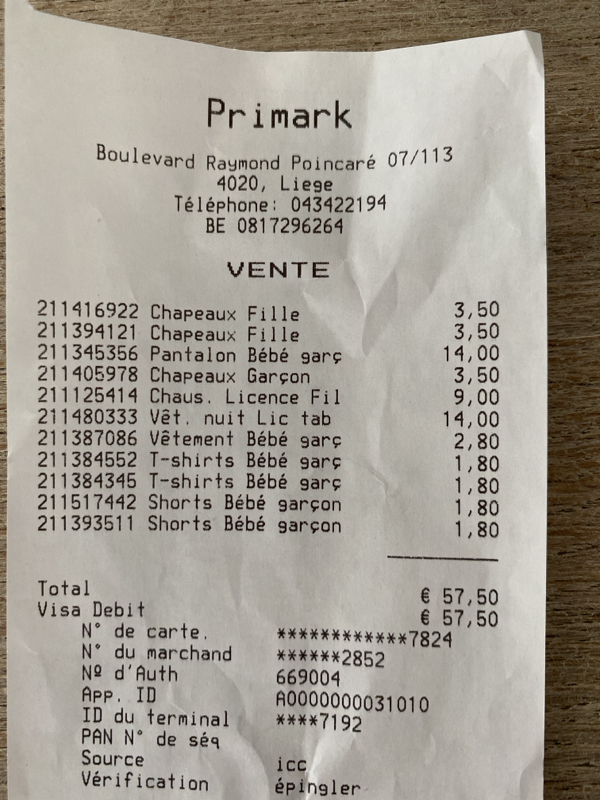 Primark
Boulevard Raymond Poincaré 07/113
4020, Liege
Téléphone: 043422194
BE 0817296264
VENTE
211416922 Chapeaux Fille 3,50
211394121 Chapeaux Fille 3,50
211345356 Pantalon Bébé garç 14,00
211405978 Chapeaux Garçon 3,50
211125414 Chaus. Licence Fil 9,00
211480333 Vêt. nuit Lic tab 14,00
211387086 Vêtement Bébé garç 2,80
211384552 T-shirts Bébé garç 1,80
211384345 T-shirts Bébé garç 1,80
211517442 Shorts Bébé garçon 1,80
211393511 Shorts Bébé garçon 1,80
Total € 57,50
Visa Debit € 57,50
N° de carte. ************7824
N° du marchand ******2852
Nº d'Auth 669004
App. ID A0000000031010
ID du terminal ****7192
PAN N° de séq
Source icc
Vérification épingler